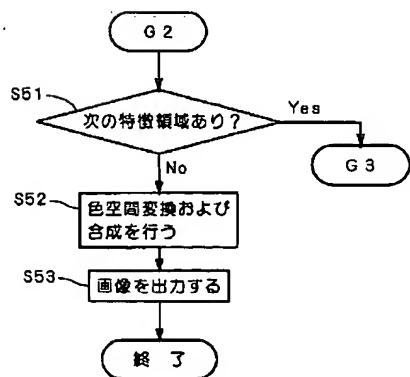 G2
S51
次の特徴領域あり?
Yes
G3
No
S52
色空間変換および
合成を行う
S53
画像を出力する
終了